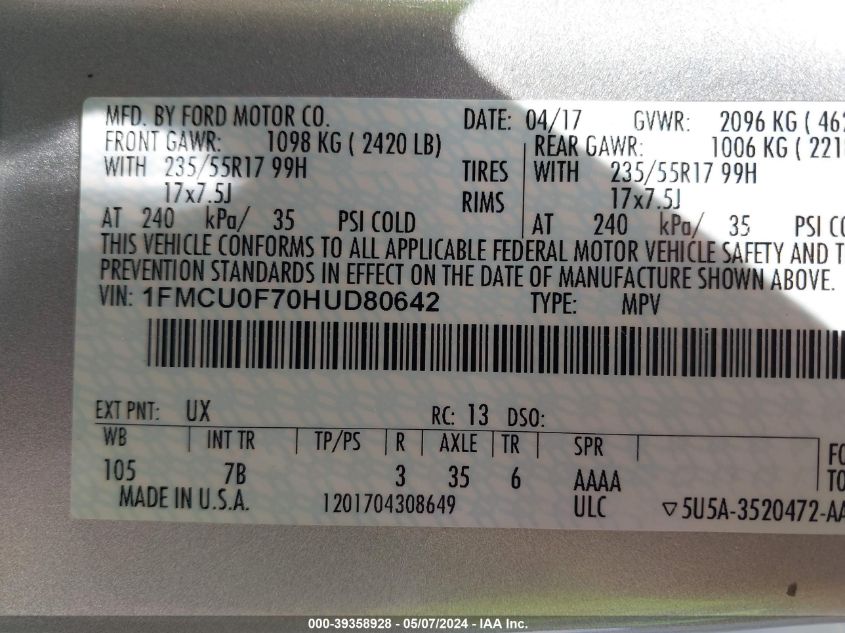 MFD. BY FORD MOTOR CO. DATE: 04/17 GVWR: 2096 KG ( 462
FRONT GAWR: 1098 KG ( 2420 LB) REAR GAWR: 1006 KG ( 221
WITH 235/55R17 99H TIRES WITH 235/55R17 99H
17x7.5J RIMS 17x7.5J
AT 240 kPa/ 35 PSI COLD AT 240 kPa/ 35 PSI CO
THIS VEHICLE CONFORMS TO ALL APPLICABLE FEDERAL MOTOR VEHICLE SAFETY AND T
PREVENTION STANDARDS IN EFFECT ON THE DATE OF MANUFACTURE SHOWN ABOVE.
VIN: 1FMCU0F70HUD80642 TYPE: MPV
EXT PNT: UX RC: 13 DSO:
WB INT TR TP/PS R AXLE TR SPR FO
105 7B 3 35 6 AAAA TO
MADE IN U.S.A. 1201704308649 ULC ▽5U5A-3520472-AA
000-39358928 - 05/07/2024 - IAA Inc.